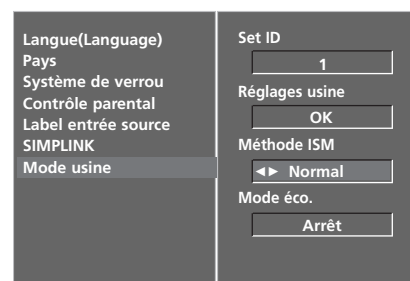 Langue(Language)
Pays
Système de verrou
Contrôle parental
Label entrée source
SIMPLINK
Mode usine
Set ID
1
Réglages usine
OK
Méthode ISM
◄► Normal
Mode éco.
Arrêt